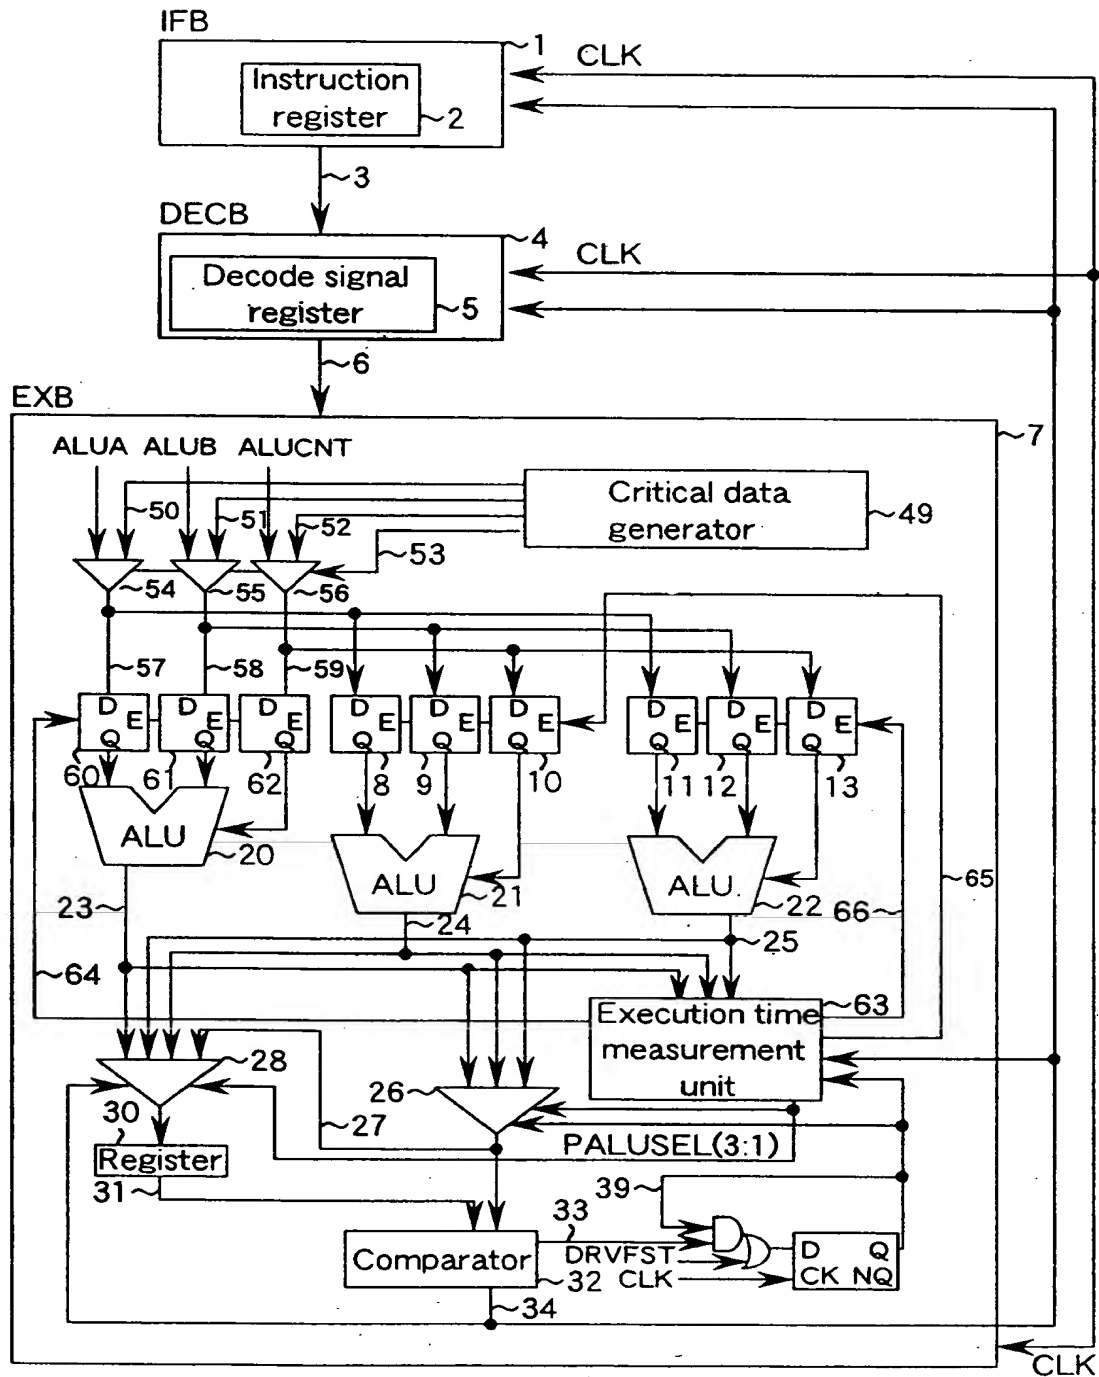 IFB
1
CLK
Instruction
register
2
3
DECB
4
CLK
Decode signal
register
5
6
EXB
7
ALUA ALUB ALUCNT
Critical data
generator
49
50 51 52
53
54 55 56
57 58 59
D E Q D E Q D E Q D E Q D E Q D E Q D E Q D E Q D E Q
60 61 62 8 9 10 11 12 13
ALU
20
ALU
21
ALU.
22
65
23
24
66
25
64
63
Execution time
measurement
unit
28
26
30
27
PALUSEL(3:1)
Register
31
39
33
Comparator
DRVFST
32
CLK
D Q
CK NQ
34
CLK